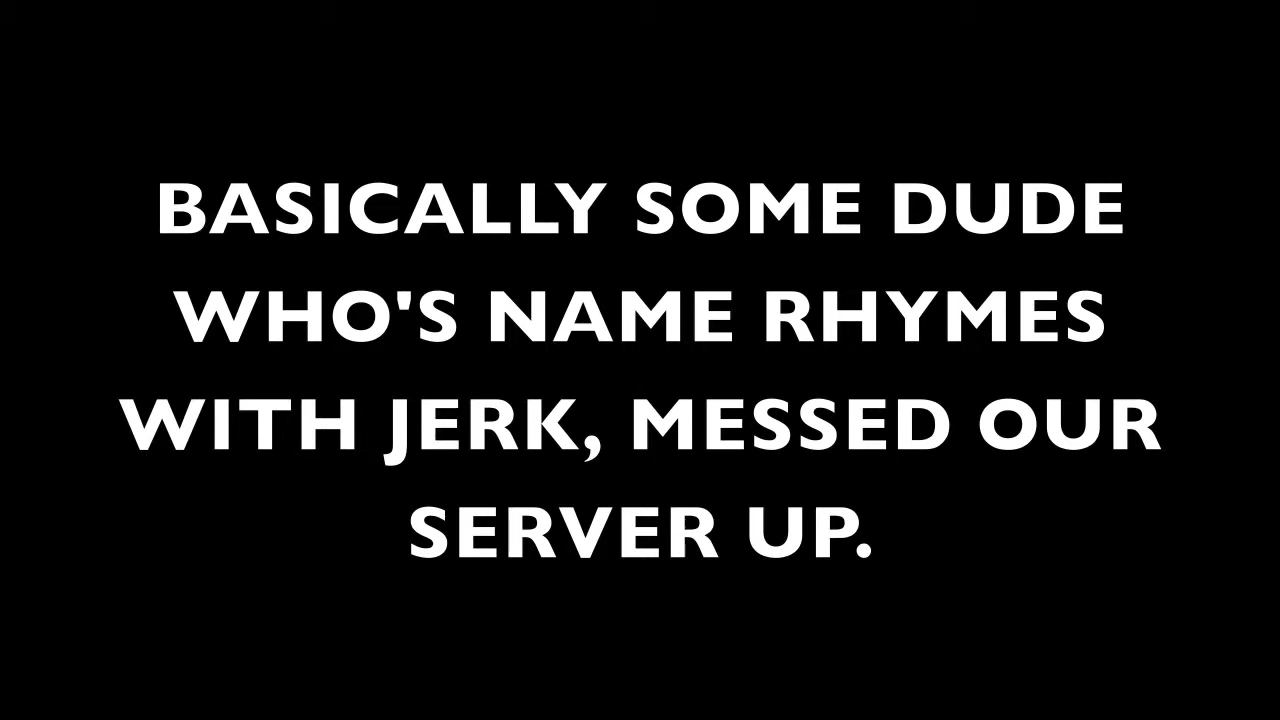 BASICALLY SOME DUDE
WHO'S NAME RHYMES
WITH JERK, MESSED OUR
SERVER UP.